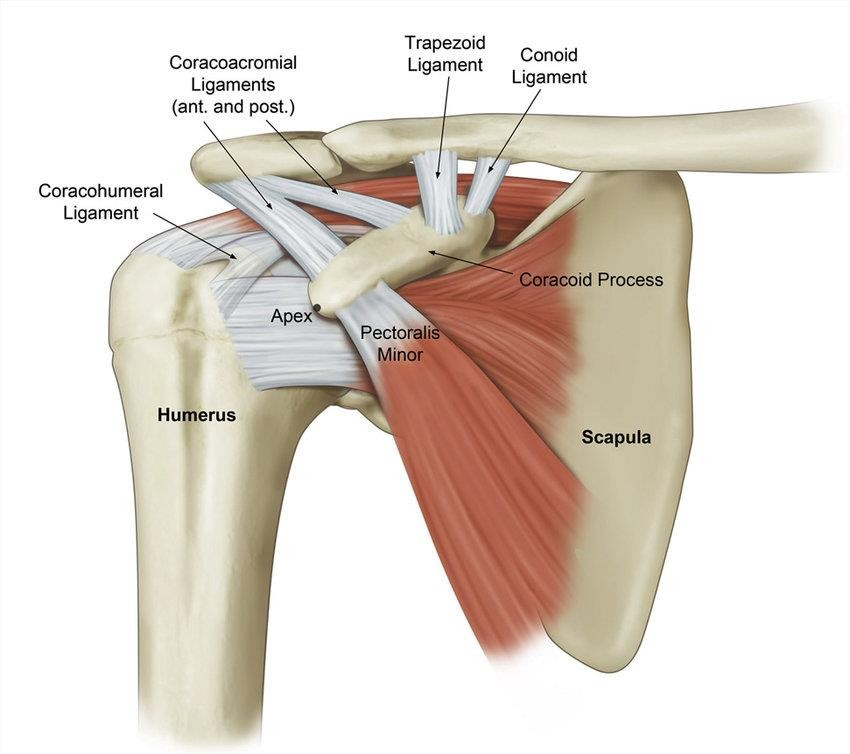 Trapezoid
Ligament
Conoid
Ligament
Coracoacromial
Ligaments
(ant. and post.)
Coracohumeral
Ligament
Coracoid Process
Apex
Pectoralis
Minor
Humerus
Scapula